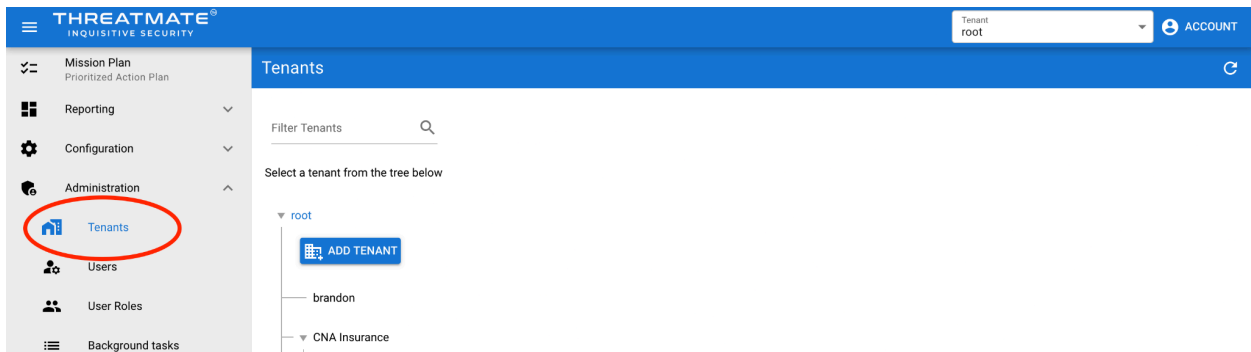 THREATMATE®
INQUISITIVE SECURITY
Tenant
root
ACCOUNT
Mission Plan
Prioritized Action Plan
Reporting
Configuration
Administration
Tenants
Users
User Roles
Background tasks
Tenants
Filter Tenants
Select a tenant from the tree below
root
ADD TENANT
brandon
CNA Insurance